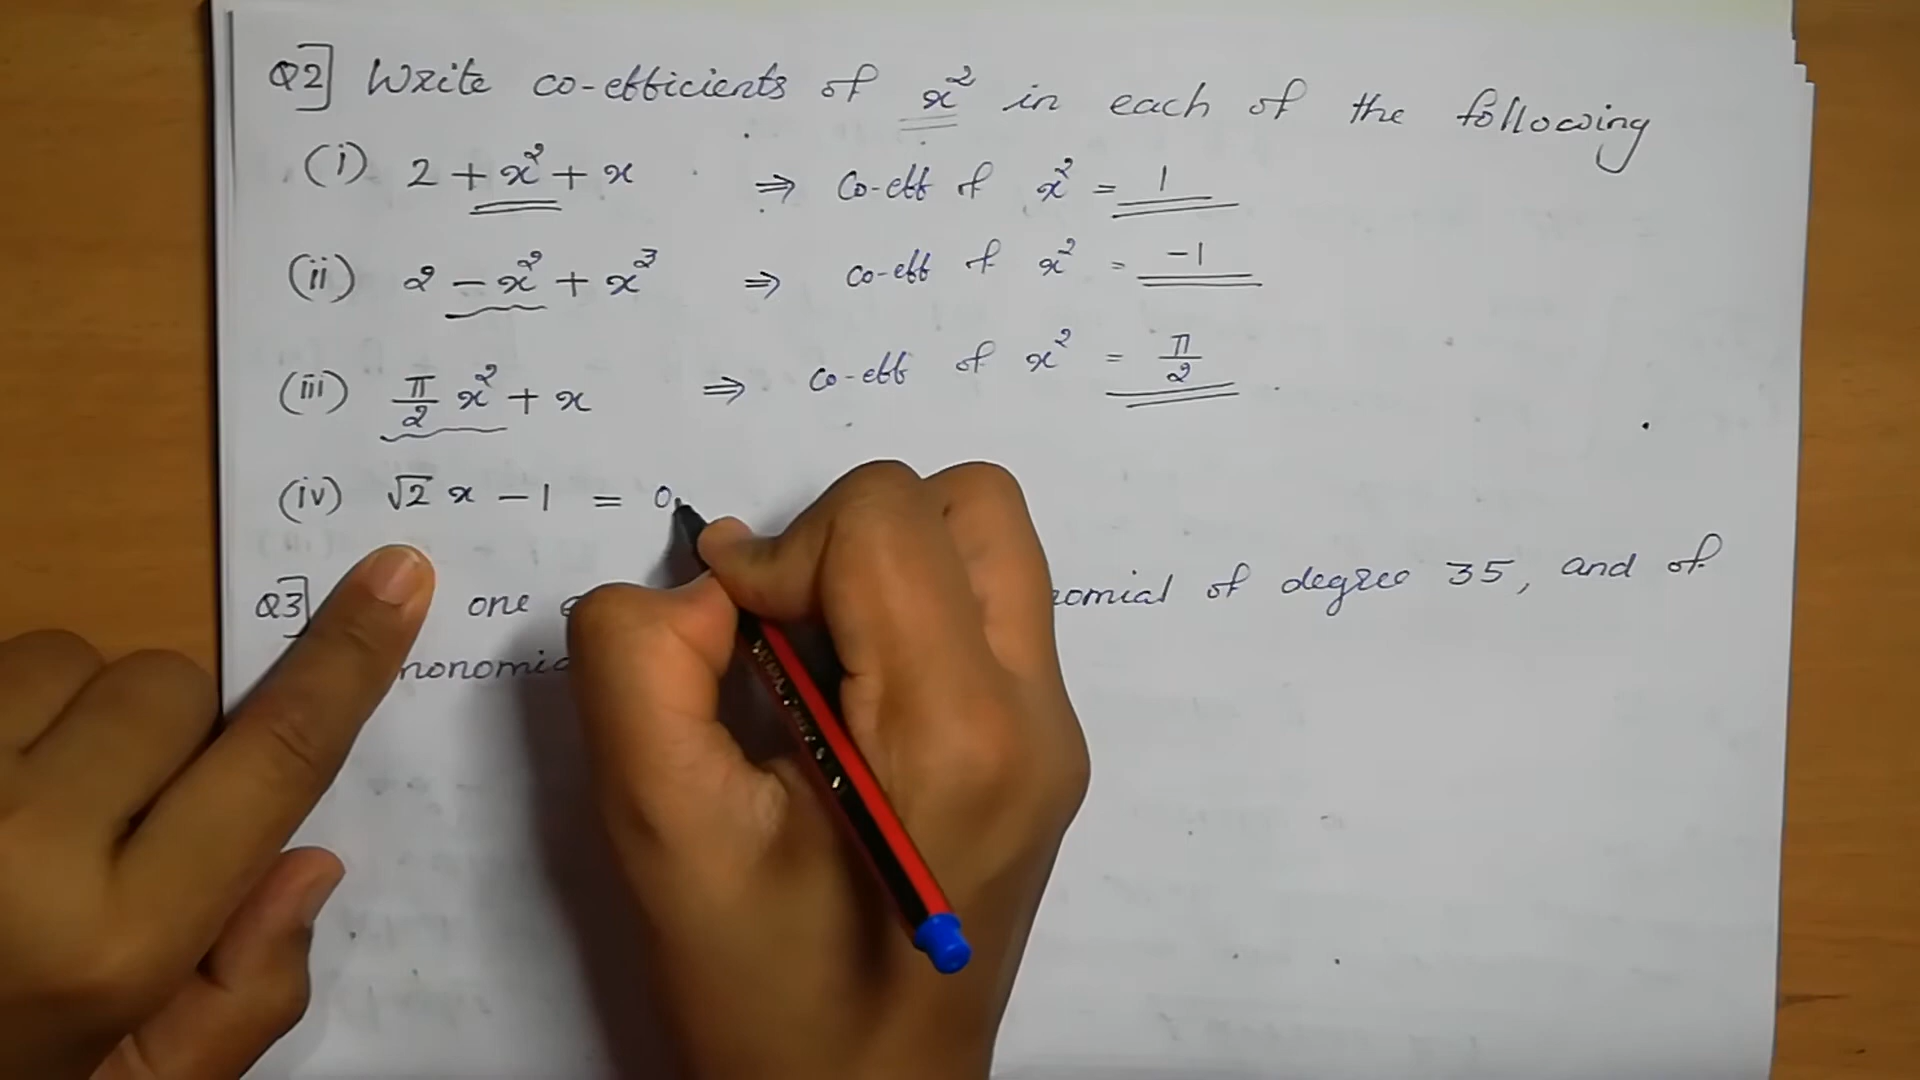 Q2] Write co-efficients of x² in each of the following
(i) 2 + x² + x ⇒ Co-eff of x² = 1
(ii) 2 - x² + x³ ⇒ co-eff of x² = -1
(iii) π/2 x² + x ⇒ co-eff of x² = π/2
(iv) √2 x - 1 = 0
Q3] one of degree 35, and of